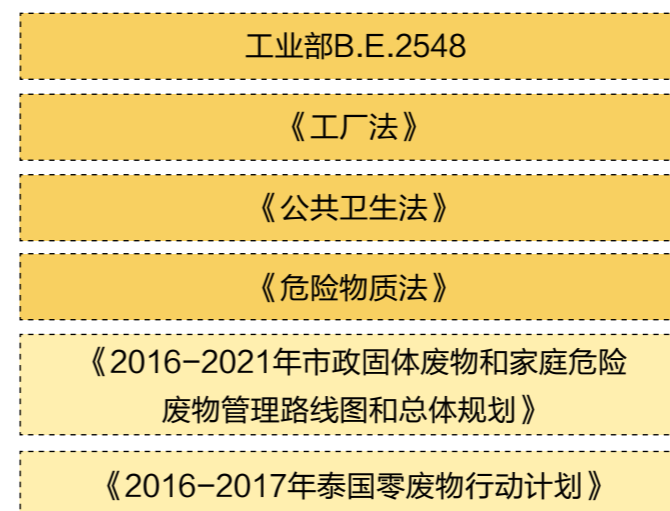 工业部B.E.2548
《工厂法》
《公共卫生法》
《危险物质法》
《2016-2021年市政固体废物和家庭危险
废物管理路线图和总体规划》
《2016-2017年泰国零废物行动计划》